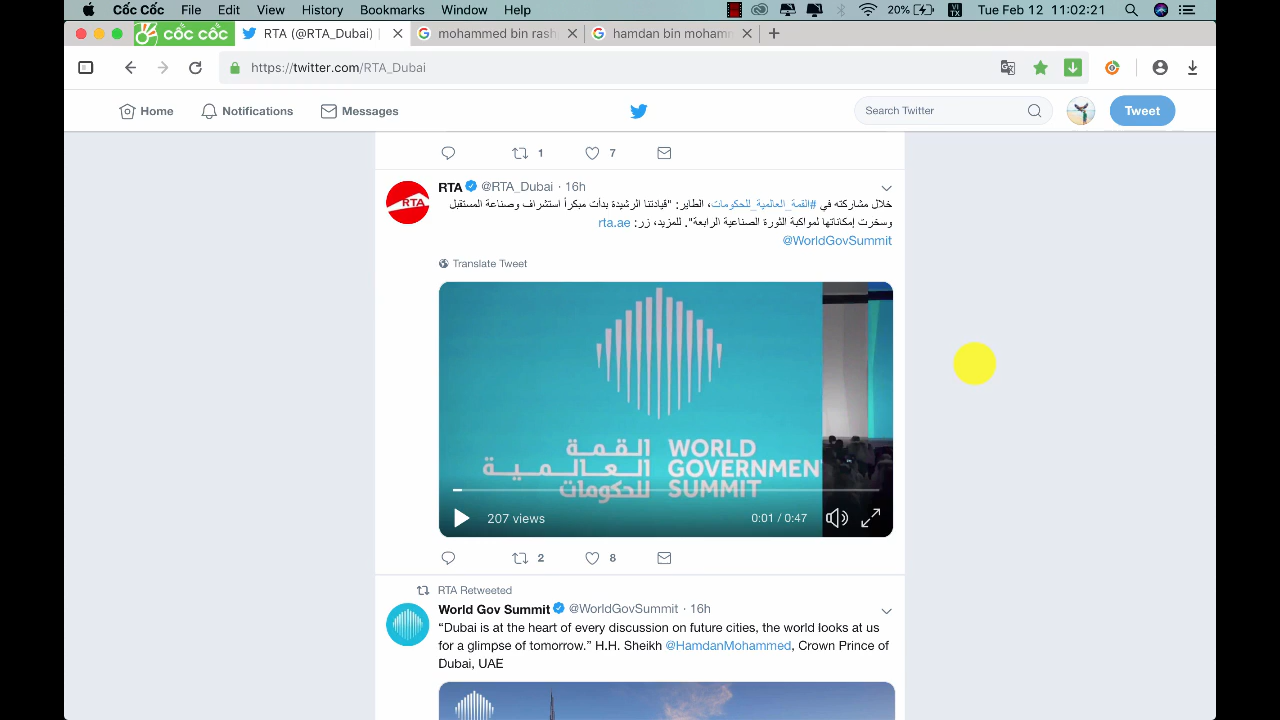 Cốc Cốc File Edit View History Bookmarks Window Help 20% VI TX Tue Feb 12 11:02:21
cốc cốc RTA (@RTA_Dubai) | mohammed bin rash hamdan bin mohamm
https://twitter.com/RTA_Dubai
Home Notifications Messages Search Twitter Tweet
1 7
RTA @RTA_Dubai · 16h
RTA
خلال مشاركته في #القمة_العالمية_للحكومات، الطاير: "قيادتنا الرشيدة بدأت مبكراً استشراف وصناعة المستقبل
وسخرت إمكاناتها لمواكبة الثورة الصناعية الرابعة". للمزيد، زر: rta.ae
@WorldGovSummit
Translate Tweet
القمة
العالمية
للحكومات
WORLD
GOVERNMEN
SUMMIT
207 views 0:01 / 0:47
2 8
RTA Retweeted
World Gov Summit @WorldGovSummit · 16h
“Dubai is at the heart of every discussion on future cities, the world looks at us
for a glimpse of tomorrow.” H.H. Sheikh @HamdanMohammed, Crown Prince of
Dubai, UAE